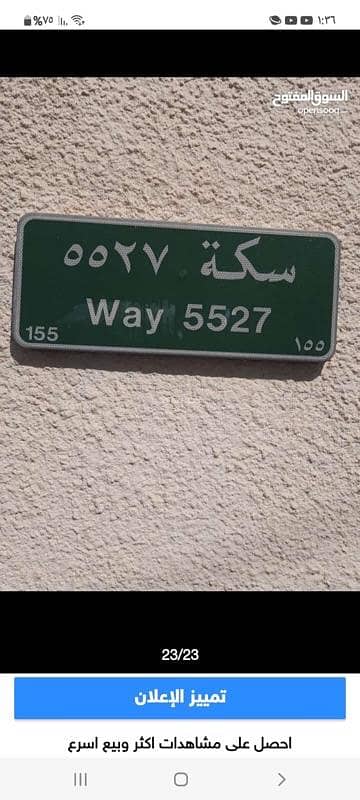 %٧٥
١:٣٦
السوق المفتوح
opensooq.com
سكة ٥٥٢٧
Way 5527
155
١٥٥
23/23
تمييز الإعلان
احصل على مشاهدات اكثر وبيع اسرع